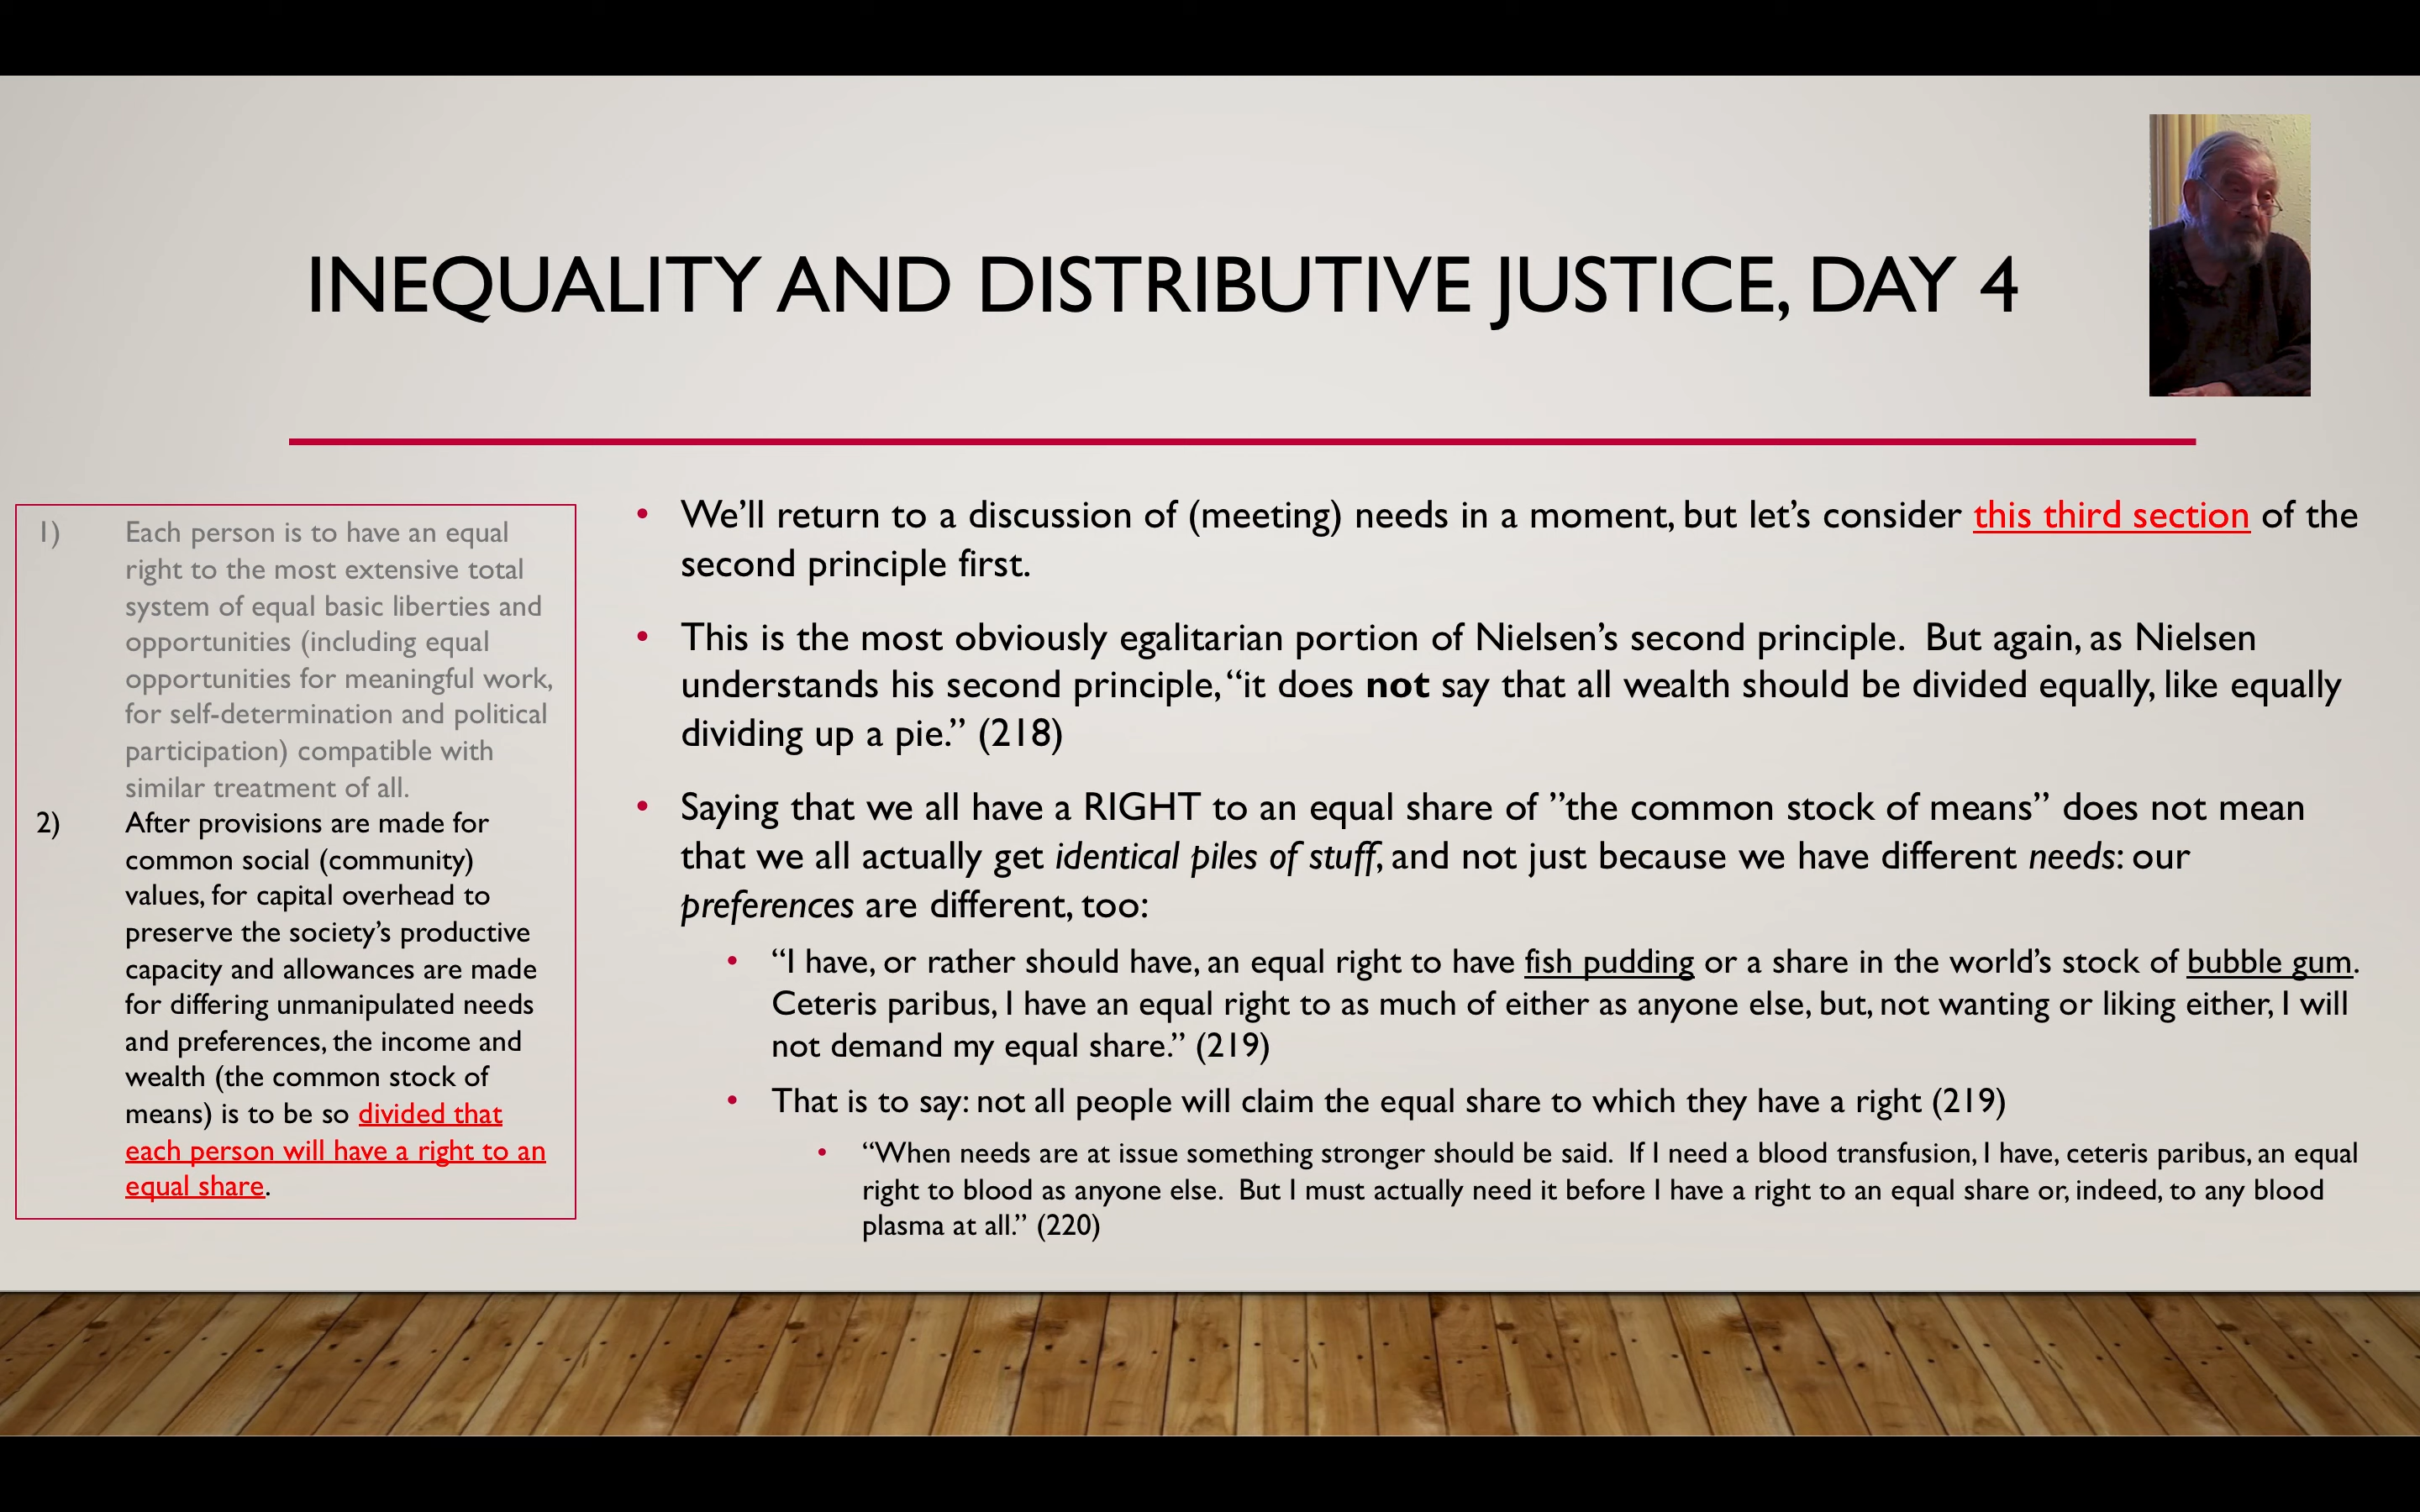 INEQUALITY AND DISTRIBUTIVE JUSTICE, DAY 4
1) Each person is to have an equal
right to the most extensive total
system of equal basic liberties and
opportunities (including equal
opportunities for meaningful work,
for self-determination and political
participation) compatible with
similar treatment of all.
2) After provisions are made for
common social (community)
values, for capital overhead to
preserve the society’s productive
capacity and allowances are made
for differing unmanipulated needs
and preferences, the income and
wealth (the common stock of
means) is to be so divided that
each person will have a right to an
equal share.
• We’ll return to a discussion of (meeting) needs in a moment, but let’s consider this third section of the
second principle first.
• This is the most obviously egalitarian portion of Nielsen’s second principle.  But again, as Nielsen
understands his second principle, “it does not say that all wealth should be divided equally, like equally
dividing up a pie.” (218)
• Saying that we all have a RIGHT to an equal share of ”the common stock of means” does not mean
that we all actually get identical piles of stuff, and not just because we have different needs: our
preferences are different, too:
• “I have, or rather should have, an equal right to have fish pudding or a share in the world’s stock of bubble gum.
Ceteris paribus, I have an equal right to as much of either as anyone else, but, not wanting or liking either, I will
not demand my equal share.” (219)
• That is to say: not all people will claim the equal share to which they have a right (219)
• “When needs are at issue something stronger should be said.  If I need a blood transfusion, I have, ceteris paribus, an equal
right to blood as anyone else.  But I must actually need it before I have a right to an equal share or, indeed, to any blood
plasma at all.” (220)